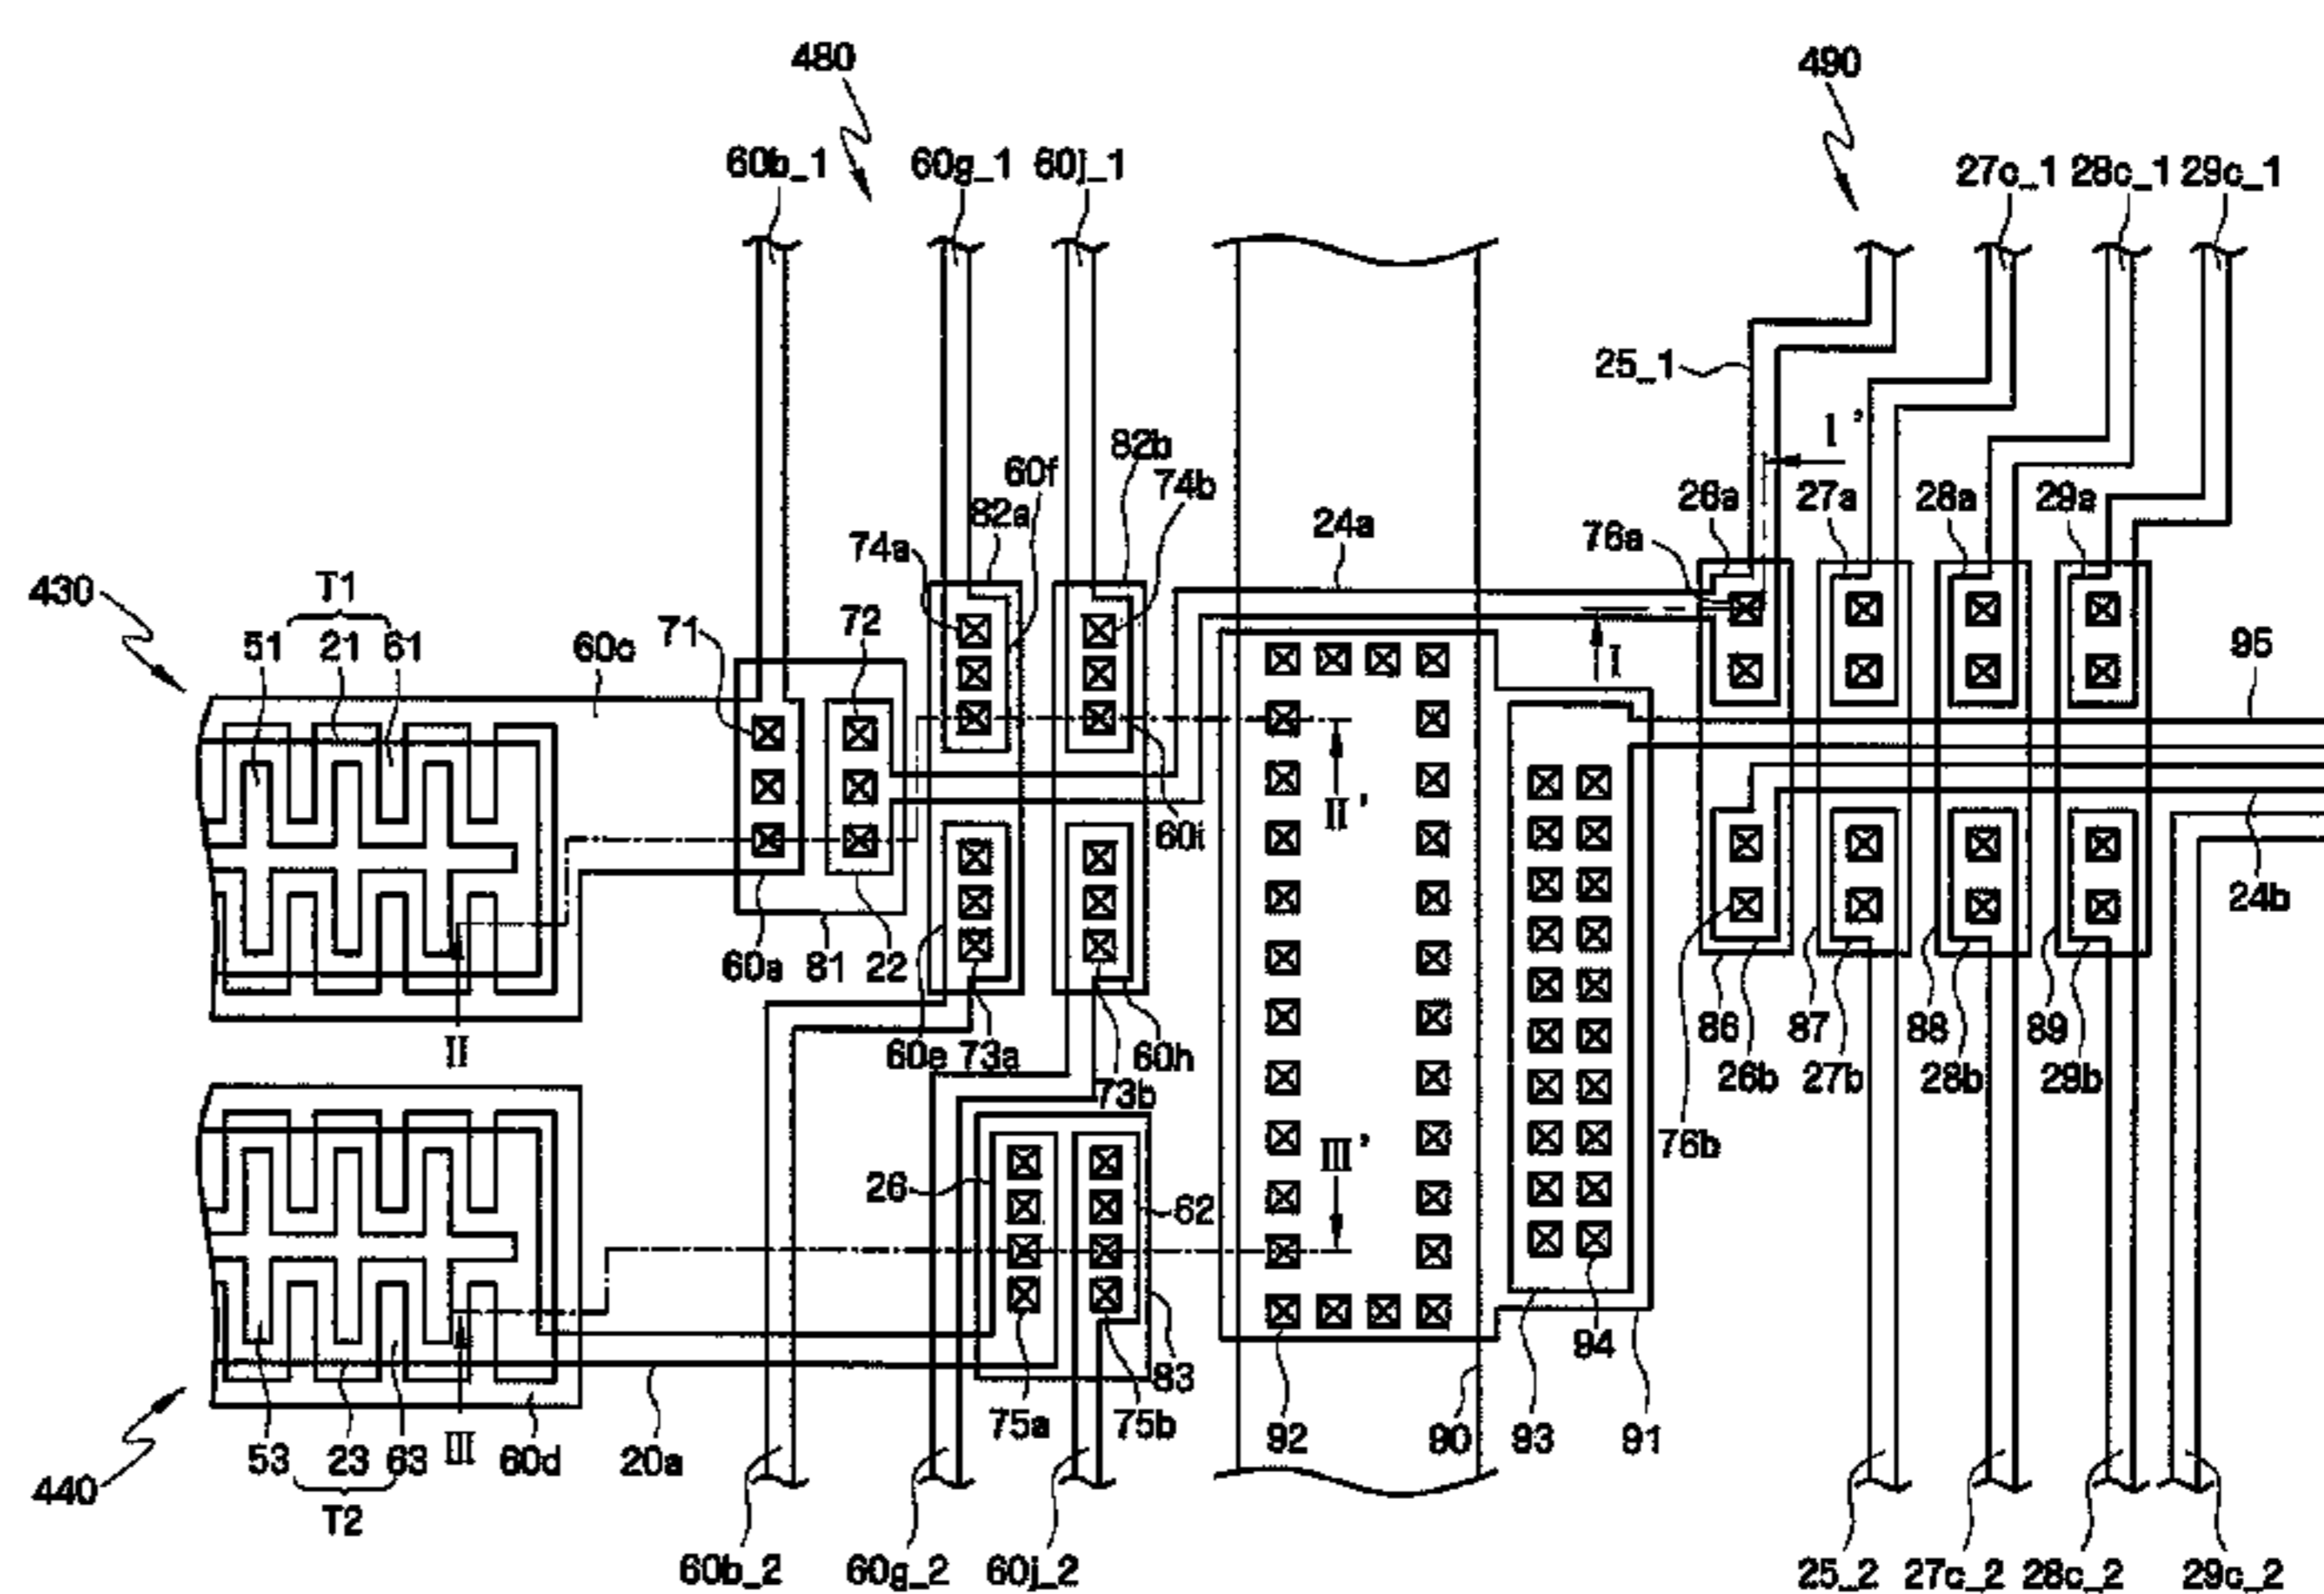 480
490
60b_1
60g_1
60j_1
27c_1
28c_1
29c_1
25_1
I'
82b
60f
74b
82a
26a
27a
28a
29a
24a
76a
74a
430
T1
51
21
61
60c
71
72
I
95
II'
60i
24b
60a
81
22
II
60e
73a
60h
86
87
88
89
73b
26b
27b
28b
29b
76b
III'
26
62
94
83
75a
75b
92
90
93
91
53
23
63
III
60d
20a
440
T2
60b_2
60g_2
60j_2
25_2
27c_2
28c_2
29c_2